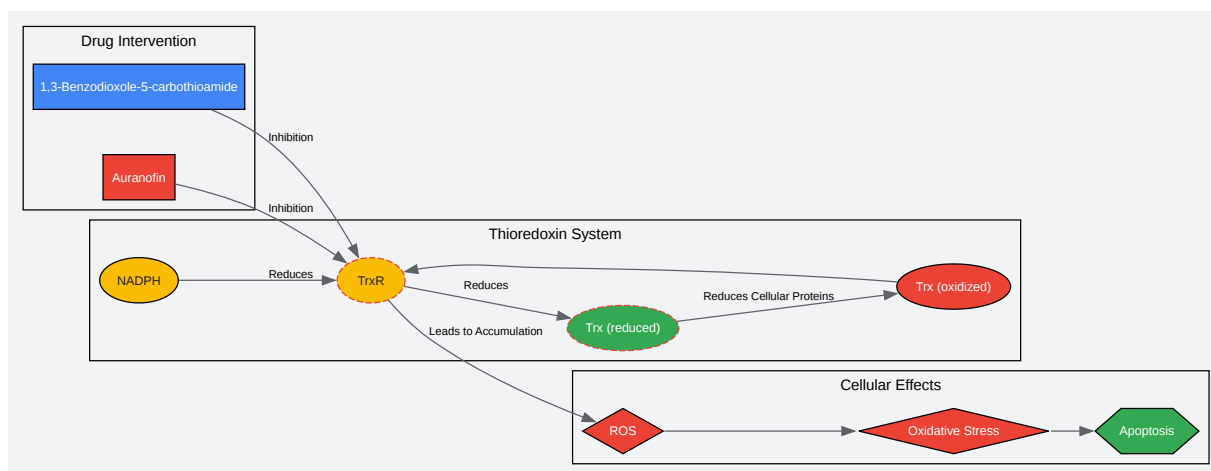 Drug Intervention
1,3-Benzodioxole-5-carbothioamide
Inhibition
Auranofin
Inhibition
Thioredoxin System
NADPH
Reduces
TrxR
Reduces
Trx (reduced)
Reduces Cellular Proteins
Trx (oxidized)
Leads to Accumulation
Cellular Effects
ROS
Oxidative Stress
Apoptosis